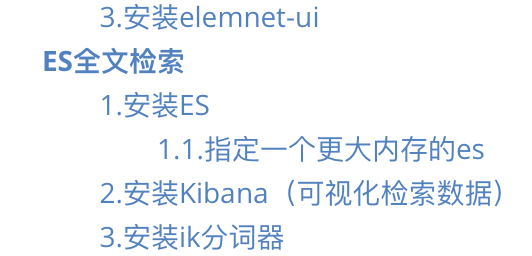 3.安装elemnet-ui
ES全文检索
1.安装ES
1.1.指定一个更大内存的es
2.安装Kibana（可视化检索数据）
3.安装ik分词器